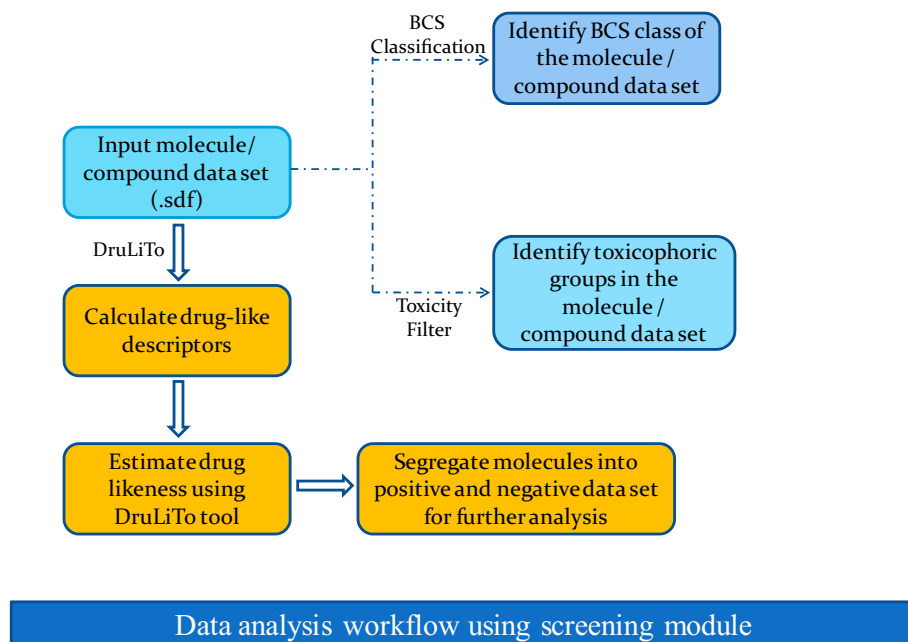 BCS
Classification
Identify BCS class of
the molecule /
compound data set
Input molecule/
compound data set
(.sdf)
DruLiTo
Identify toxicophoric
groups in the
molecule /
compound data set
Toxicity
Filter
Calculate drug-like
descriptors
Estimate drug
likeness using
DruLiTo tool
Segregate molecules into
positive and negative data set
for further analysis
Data analysis workflow using screening module